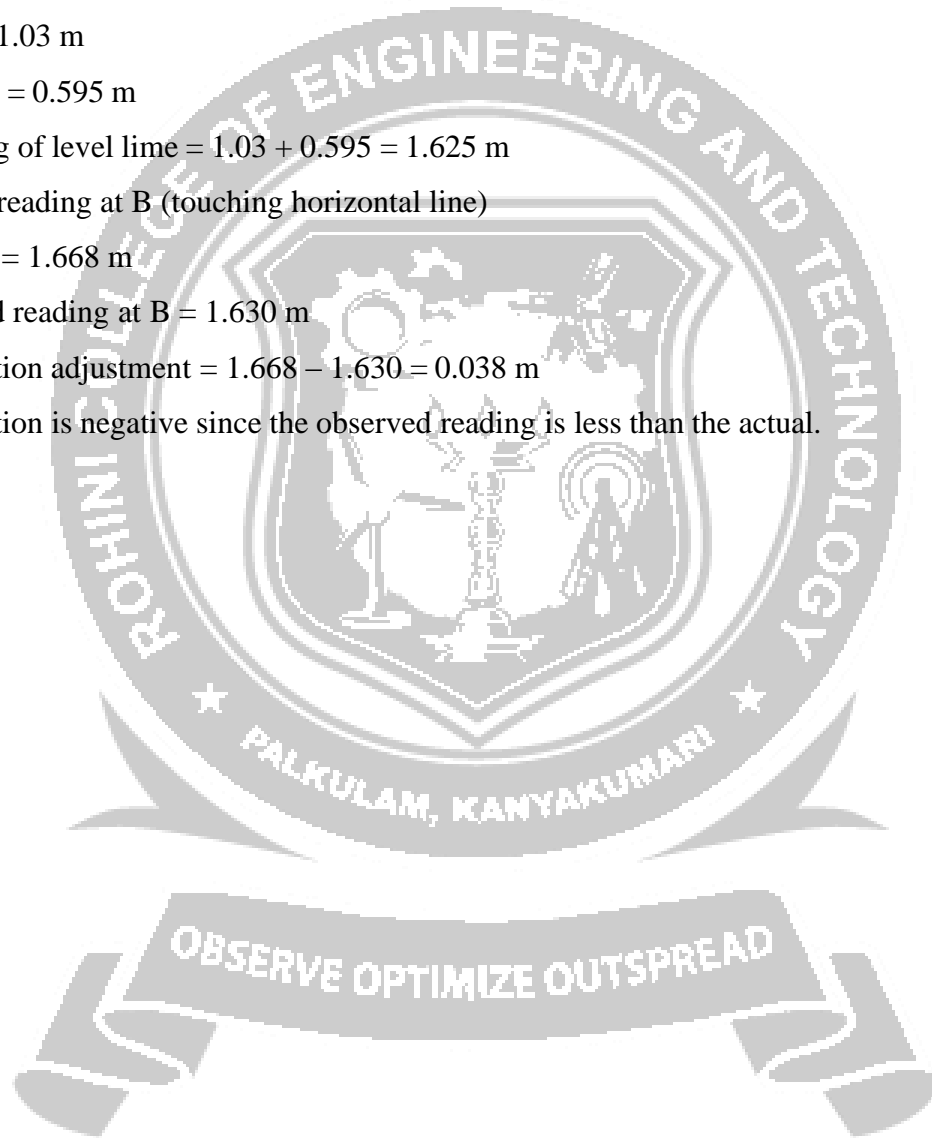 1.03 m
= 0.595 m
g of level lime = 1.03 + 0.595 = 1.625 m
reading at B (touching horizontal line)
= 1.668 m
d reading at B = 1.630 m
tion adjustment = 1.668 – 1.630 = 0.038 m
tion is negative since the observed reading is less than the actual.
ROHINI COLLEGE OF ENGINEERING AND TECHNOLOGY
PALKULAM, KANYAKUMARI
OBSERVE OPTIMIZE OUTSPREAD